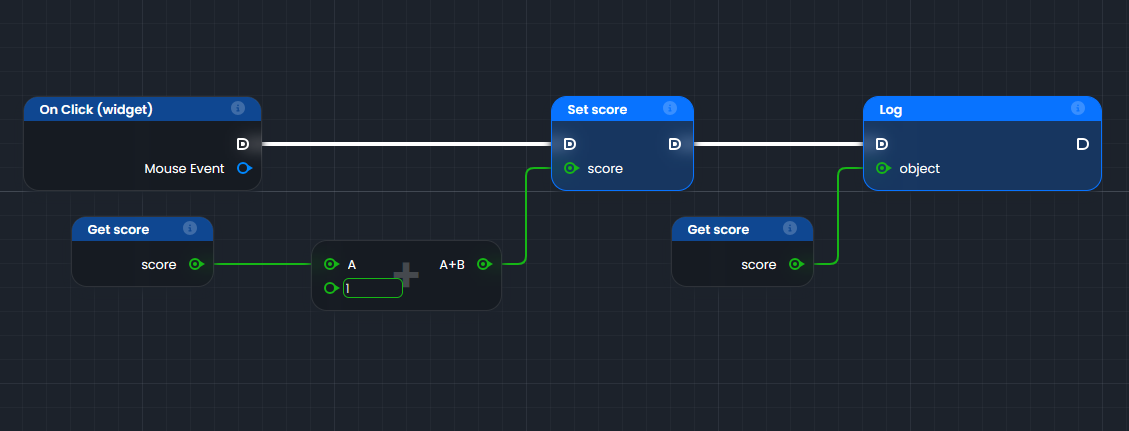 On Click (widget)
Mouse Event
Set score
score
Log
object
Get score
score
A
A+B
1
Get score
score